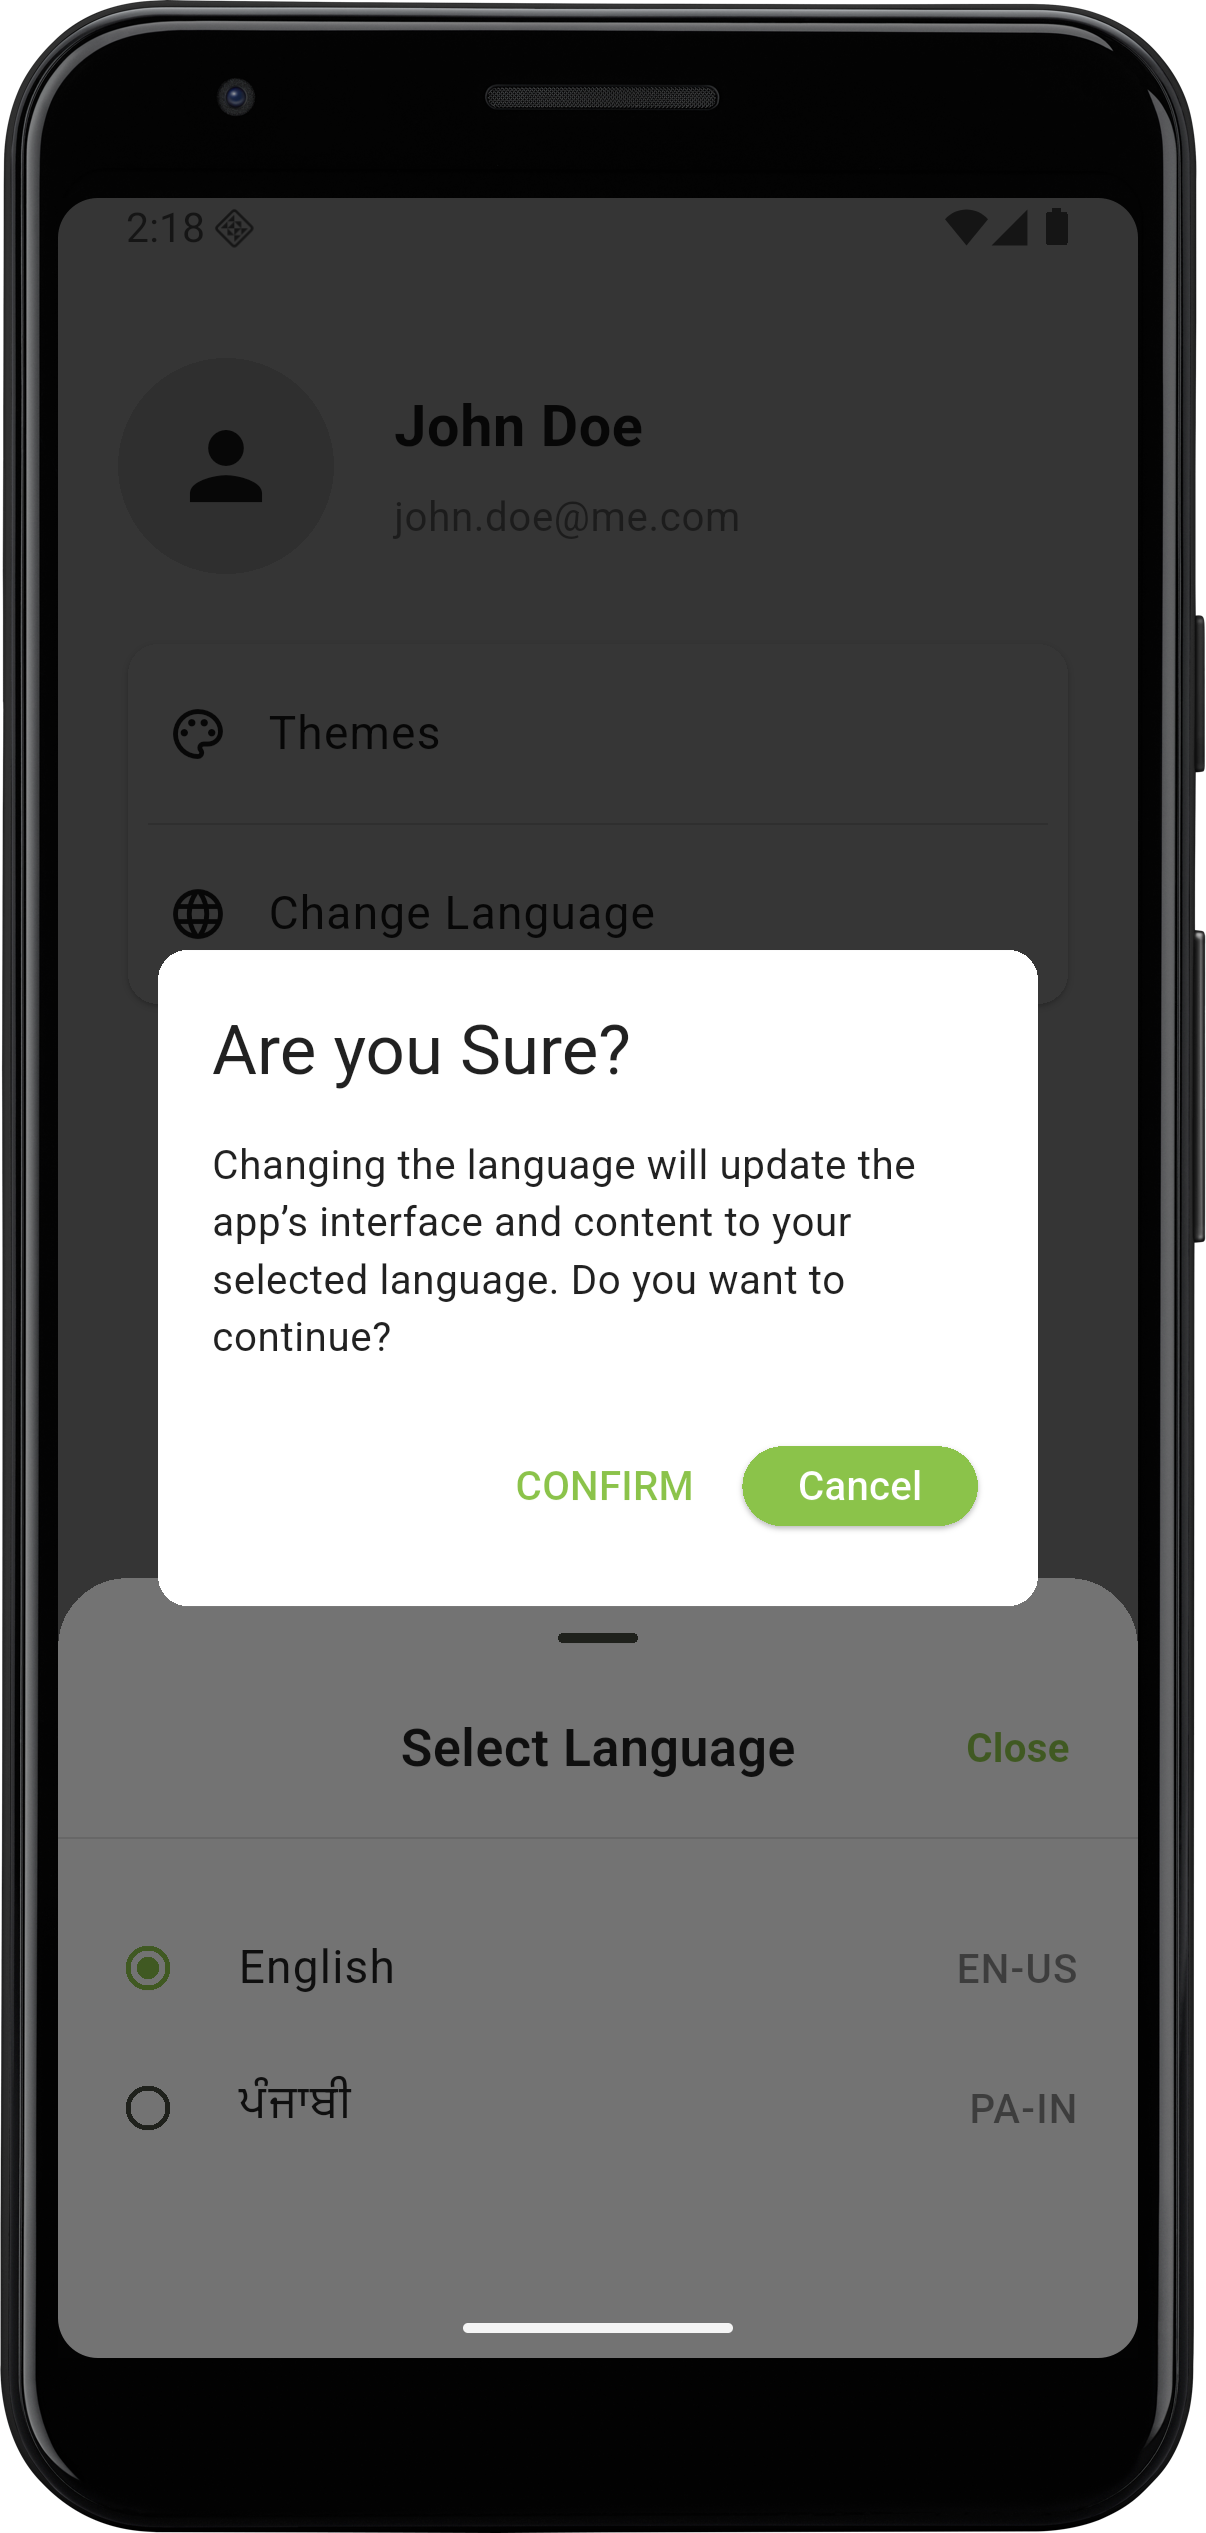 2:18
John Doe
john.doe@me.com
Themes
Change Language
Are you Sure?
Changing the language will update the
app’s interface and content to your
selected language. Do you want to
continue?
CONFIRM Cancel
Select Language Close
English EN-US
ਪੰਜਾਬੀ PA-IN